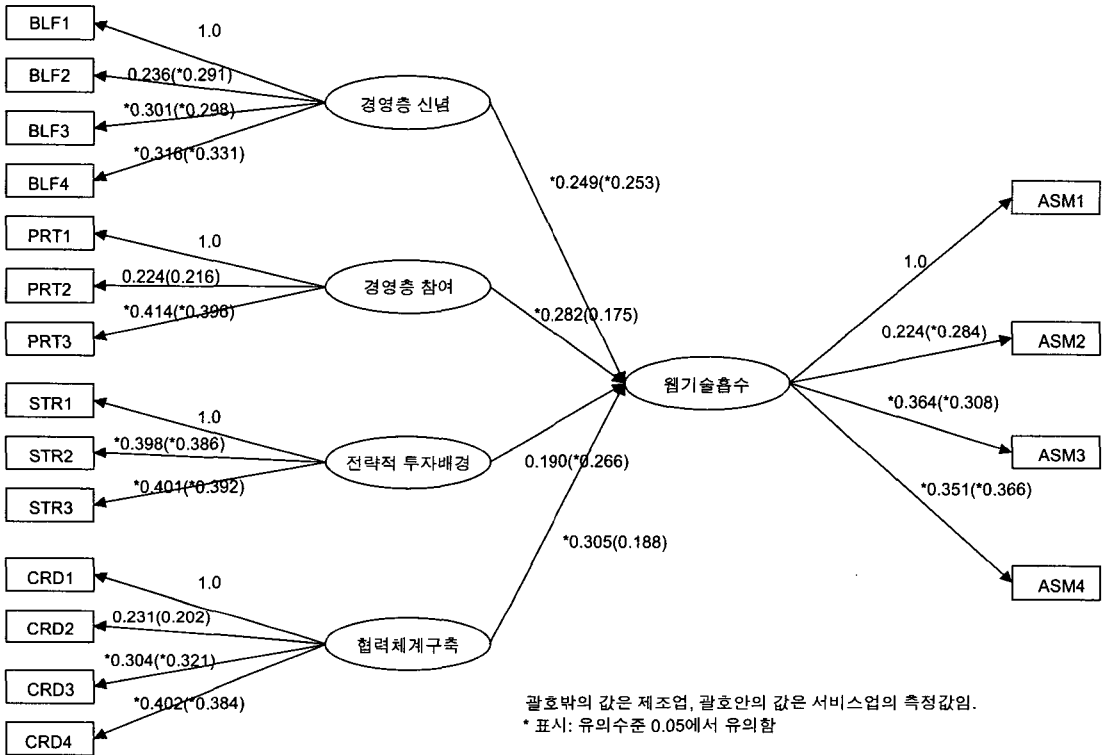 BLF1
1.0
BLF2
0.236(*0.291)
BLF3
*0.301(*0.298)
BLF4
*0.316(*0.331)
경영층 신념
*0.249(*0.253)
PRT1
1.0
PRT2
0.224(0.216)
PRT3
*0.414(*0.396)
경영층 참여
*0.282(0.175)
STR1
1.0
STR2
*0.398(*0.386)
STR3
*0.401(*0.392)
전략적 투자배경
0.190(*0.266)
CRD1
1.0
CRD2
0.231(0.202)
CRD3
*0.304(*0.321)
CRD4
*0.402(*0.384)
협력체계구축
*0.305(0.188)
웹기술흡수
ASM1
1.0
ASM2
0.224(*0.284)
ASM3
*0.364(*0.308)
ASM4
*0.351(*0.366)
괄호밖의 값은 제조업, 괄호안의 값은 서비스업의 측정값임.
* 표시: 유의수준 0.05에서 유의함